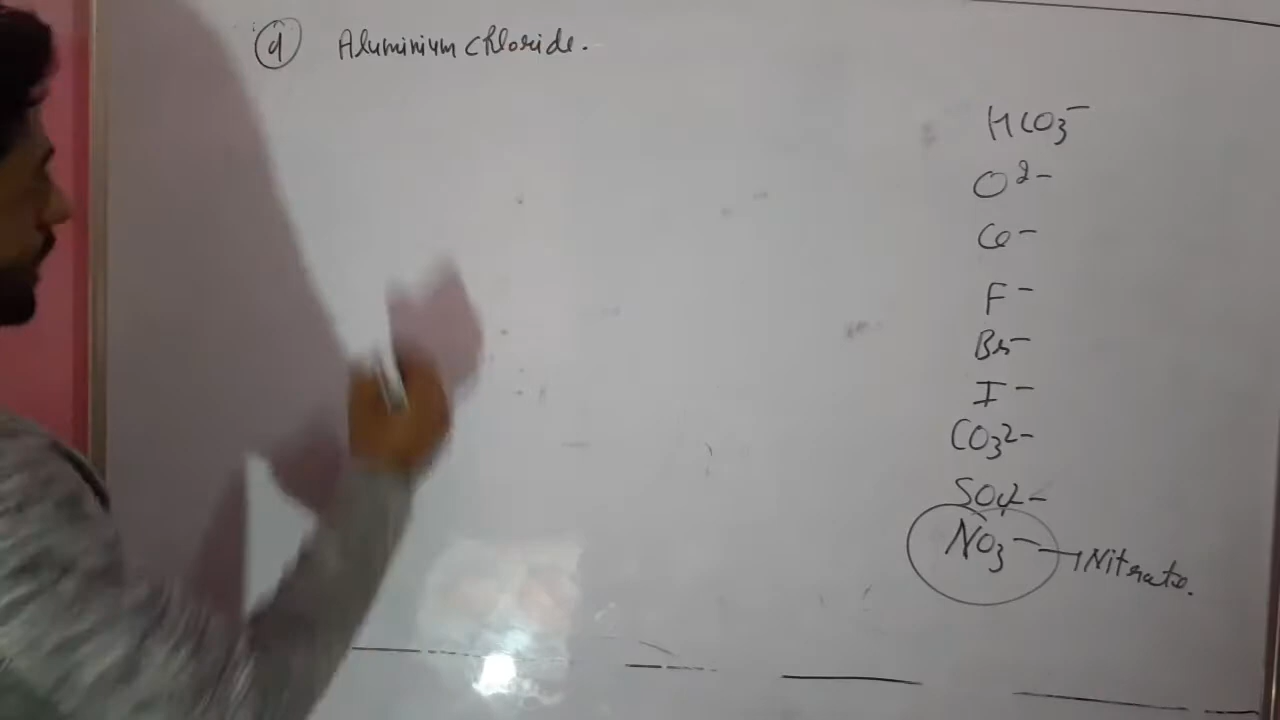 (d) Aluminium chloride.
HCO3-
O2-
Cl-
F-
Br-
I-
CO32-
SO42-
NO3- → Nitrate.